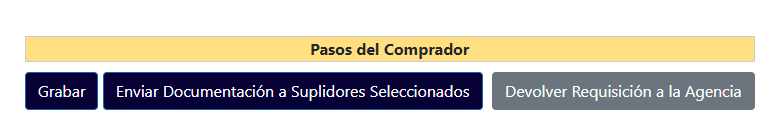 Pasos del Comprador
Grabar Enviar Documentación a Suplidores Seleccionados Devolver Requisición a la Agencia